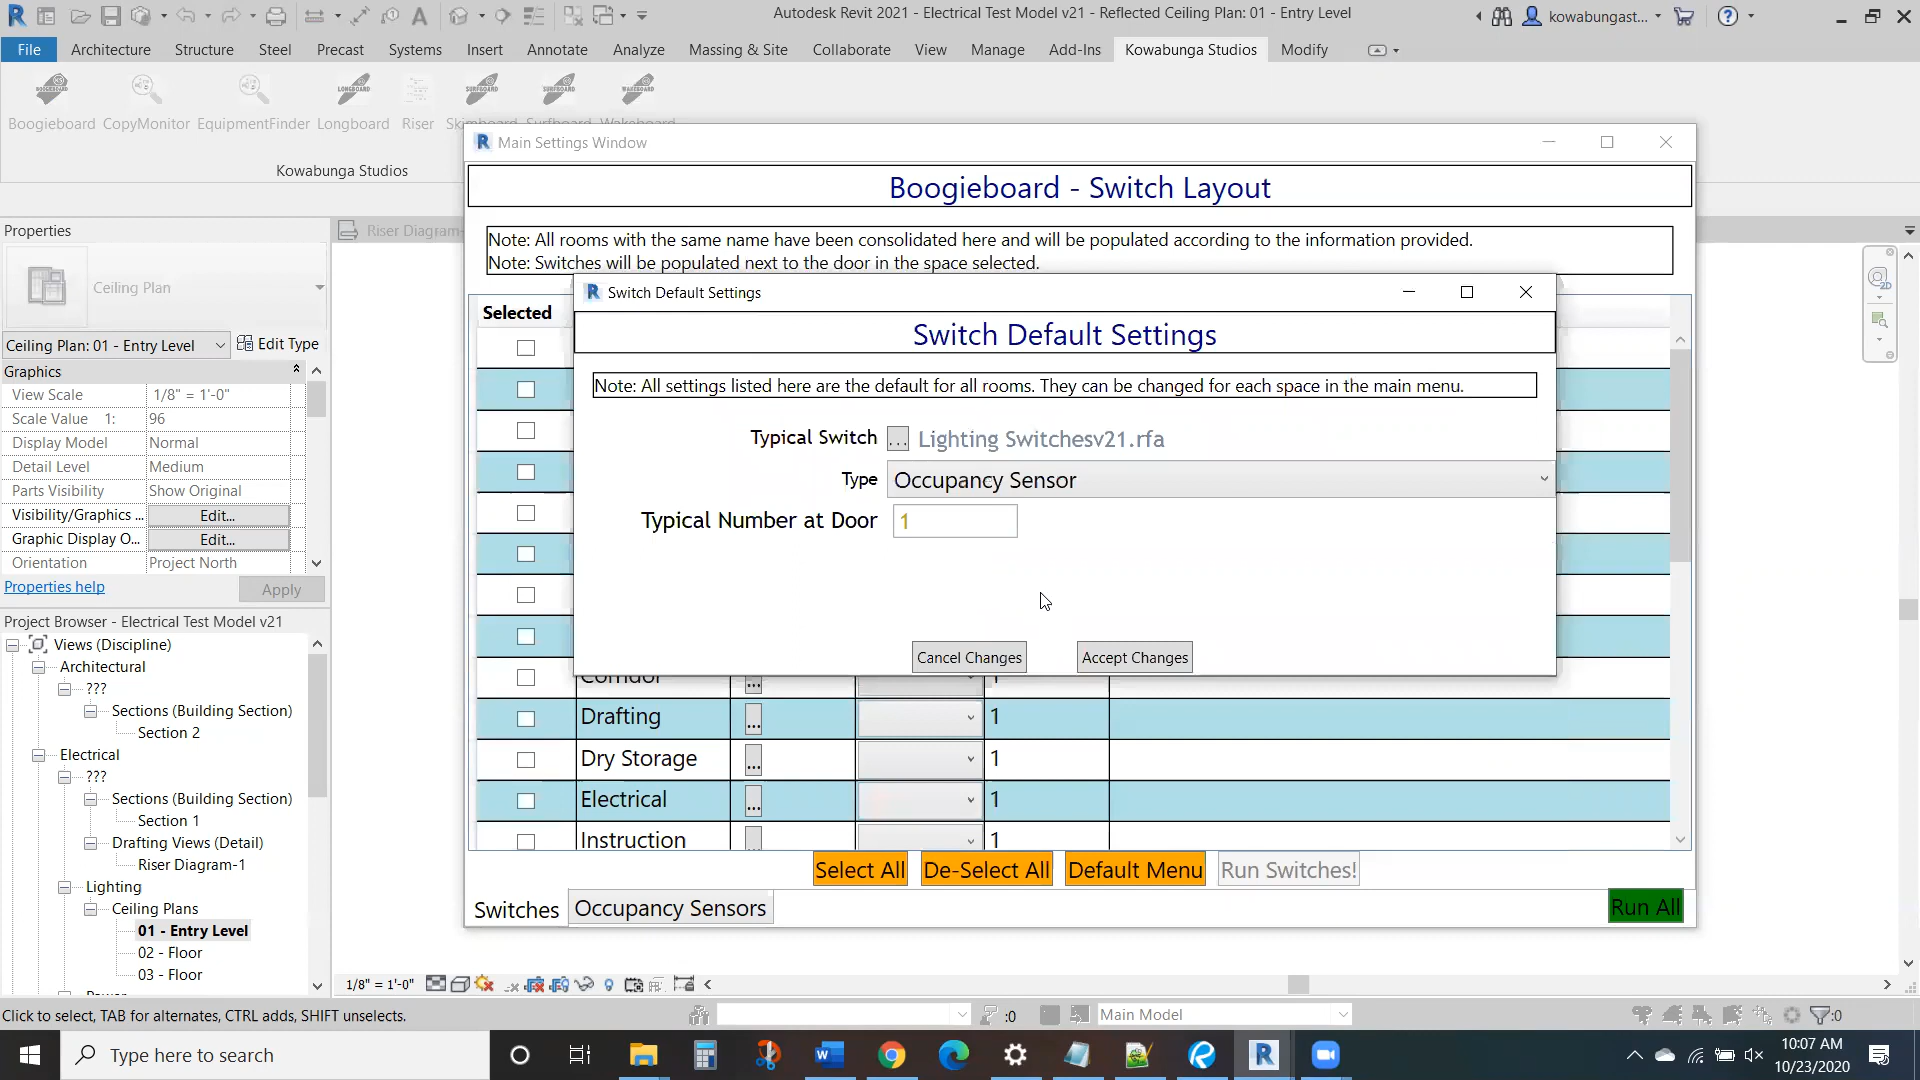 Autodesk Revit 2021 - Electrical Test Model v21 - Reflected Ceiling Plan: 01 - Entry Level
kowabungast...
File
Architecture
Structure
Steel
Precast
Systems
Insert
Annotate
Analyze
Massing & Site
Collaborate
View
Manage
Add-Ins
Kowabunga Studios
Modify
BOOGIEBOARD
LONGBOARD
SURFBOARD
WAKEBOARD
Boogieboard
CopyMonitor
EquipmentFinder
Longboard
Riser
Surfboard
Wakeboard
Kowabunga Studios
Main Settings Window
Boogieboard - Switch Layout
Note: All rooms with the same name have been consolidated here and will be populated according to the information provided.
Note: Switches will be populated next to the door in the space selected.
Properties
Riser Diagram-
Ceiling Plan
Ceiling Plan: 01 - Entry Level
Edit Type
Graphics
View Scale 1/8" = 1'-0"
Scale Value 1: 96
Display Model Normal
Detail Level Medium
Parts Visibility Show Original
Visibility/Graphics ... Edit...
Graphic Display O... Edit...
Orientation Project North
Properties help
Apply
Selected
Switch Default Settings
Switch Default Settings
Note: All settings listed here are the default for all rooms. They can be changed for each space in the main menu.
Typical Switch ... Lighting Switchesv21.rfa
Type Occupancy Sensor
Typical Number at Door 1
Cancel Changes
Accept Changes
Corridor ... 1
Drafting ... 1
Dry Storage ... 1
Electrical ... 1
Instruction ... 1
Select All
De-Select All
Default Menu
Run Switches!
Switches
Occupancy Sensors
Run All
Project Browser - Electrical Test Model v21
Views (Discipline)
Architectural
???
Sections (Building Section)
Section 2
Electrical
???
Sections (Building Section)
Section 1
Drafting Views (Detail)
Riser Diagram-1
Lighting
Ceiling Plans
01 - Entry Level
02 - Floor
03 - Floor
Power
1/8" = 1'-0"
Click to select, TAB for alternates, CTRL adds, SHIFT unselects.
:0
Main Model
:0
Type here to search
10:07 AM
10/23/2020